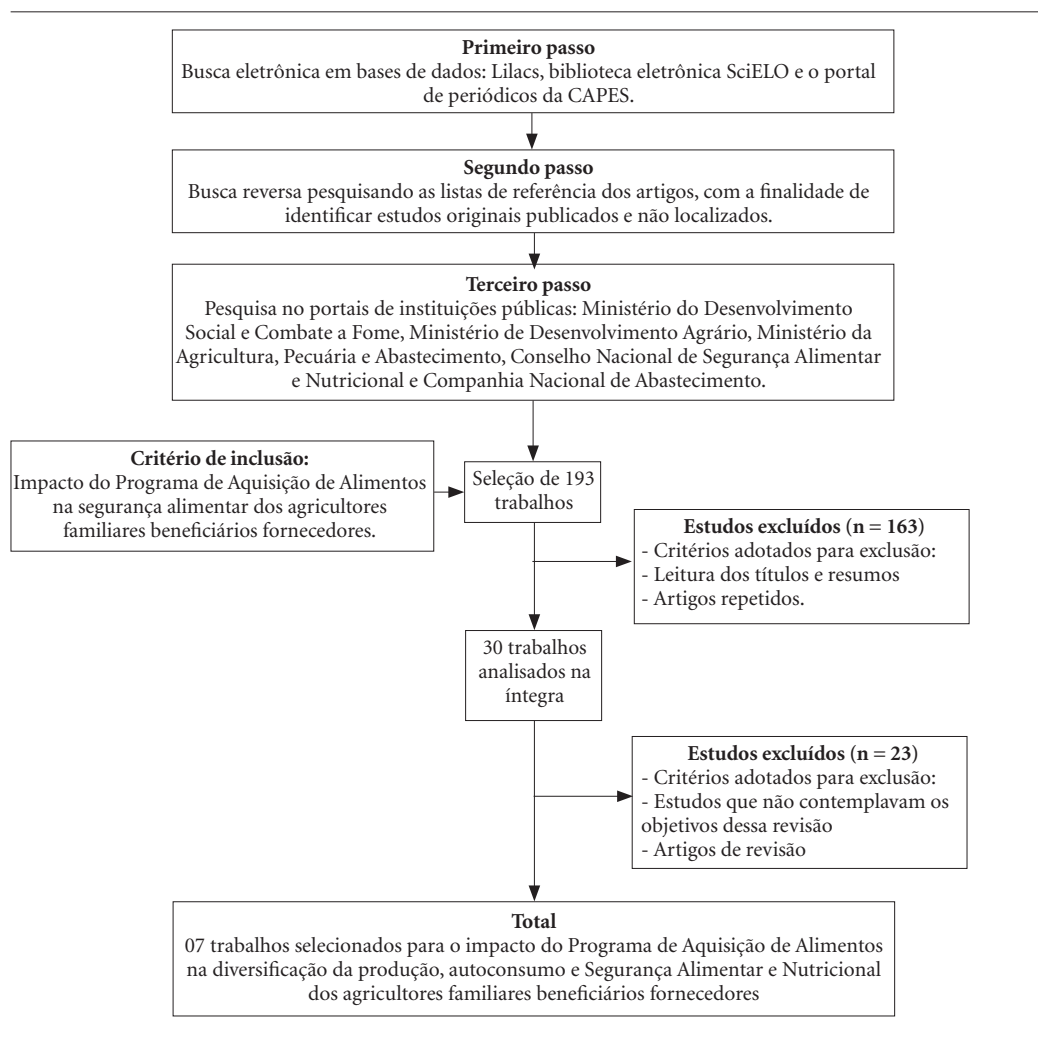 Primeiro passo
Busca eletrônica em bases de dados: Lilacs, biblioteca eletrônica SciELO e o portal
de periódicos da CAPES.
Segundo passo
Busca reversa pesquisando as listas de referência dos artigos, com a finalidade de
identificar estudos originais publicados e não localizados.
Terceiro passo
Pesquisa no portais de instituições públicas: Ministério do Desenvolvimento
Social e Combate a Fome, Ministério de Desenvolvimento Agrário, Ministério da
Agricultura, Pecuária e Abastecimento, Conselho Nacional de Segurança Alimentar
e Nutricional e Companhia Nacional de Abastecimento.
Critério de inclusão:
Impacto do Programa de Aquisição de Alimentos
na segurança alimentar dos agricultores
familiares beneficiários fornecedores.
Seleção de 193
trabalhos
Estudos excluídos (n = 163)
- Critérios adotados para exclusão:
- Leitura dos títulos e resumos
- Artigos repetidos.
30 trabalhos
analisados na
íntegra
Estudos excluídos (n = 23)
- Critérios adotados para exclusão:
- Estudos que não contemplavam os
objetivos dessa revisão
- Artigos de revisão
Total
07 trabalhos selecionados para o impacto do Programa de Aquisição de Alimentos
na diversificação da produção, autoconsumo e Segurança Alimentar e Nutricional
dos agricultores familiares beneficiários fornecedores